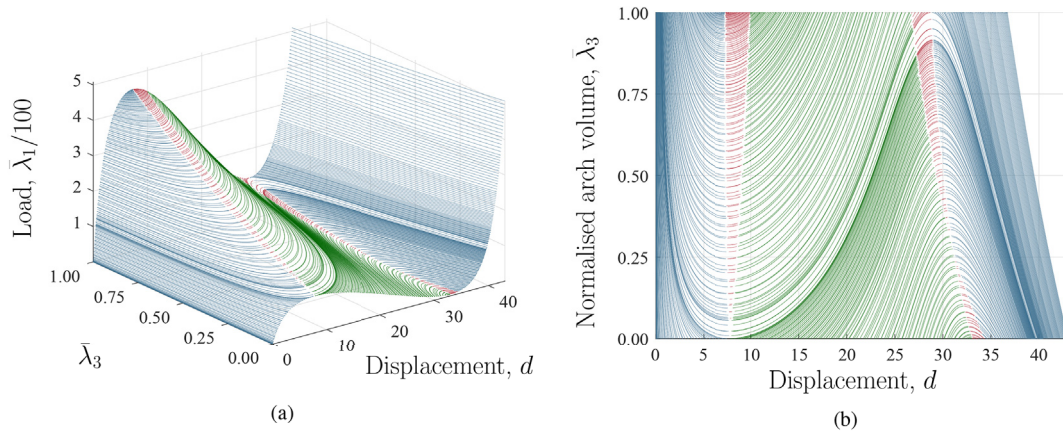 5
4
3
2
1
Load, λ̄₁/100
1.00
0.75
0.50
0.25
0.00
λ̄₃
0
10
20
30
40
Displacement, d
(a)
1.00
0.75
0.50
0.25
0.00
Normalised arch volume, λ̄₃
0 5 10 15 20 25 30 35 40
Displacement, d
(b)